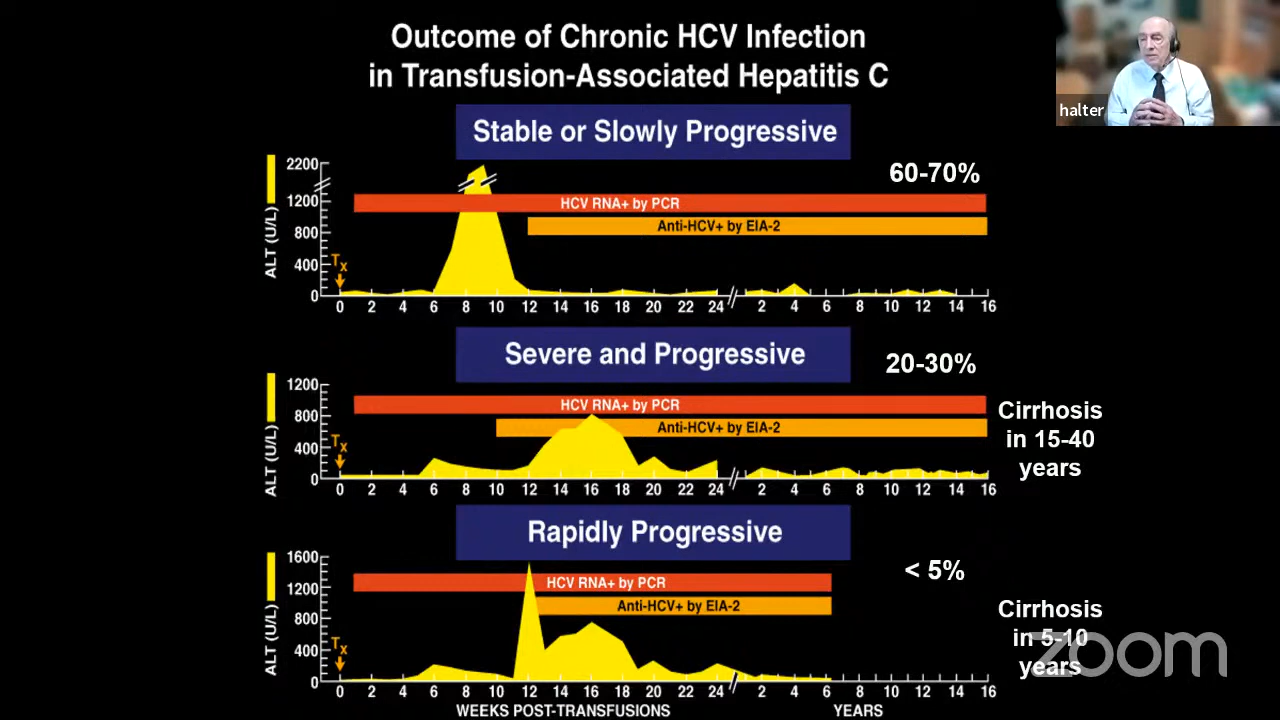 Outcome of Chronic HCV Infection
in Transfusion-Associated Hepatitis C
halter
Stable or Slowly Progressive
60-70%
ALT (U/L)
2200
1200
800
400
0
HCV RNA+ by PCR
Anti-HCV+ by EIA-2
Tx
0 2 4 6 8 10 12 14 16 18 20 22 24 2 4 6 8 10 12 14 16
Severe and Progressive
20-30%
ALT (U/L)
1200
800
400
0
HCV RNA+ by PCR
Anti-HCV+ by EIA-2
Tx
0 2 4 6 8 10 12 14 16 18 20 22 24 2 4 6 8 10 12 14 16
Cirrhosis
in 15-40
years
Rapidly Progressive
< 5%
ALT (U/L)
1600
1200
800
400
0
HCV RNA+ by PCR
Anti-HCV+ by EIA-2
Tx
0 2 4 6 8 10 12 14 16 18 20 22 24 2 4 6 8 10 12 14 16
Cirrhosis
in 5-10
years
zoom
WEEKS POST-TRANSFUSIONS YEARS